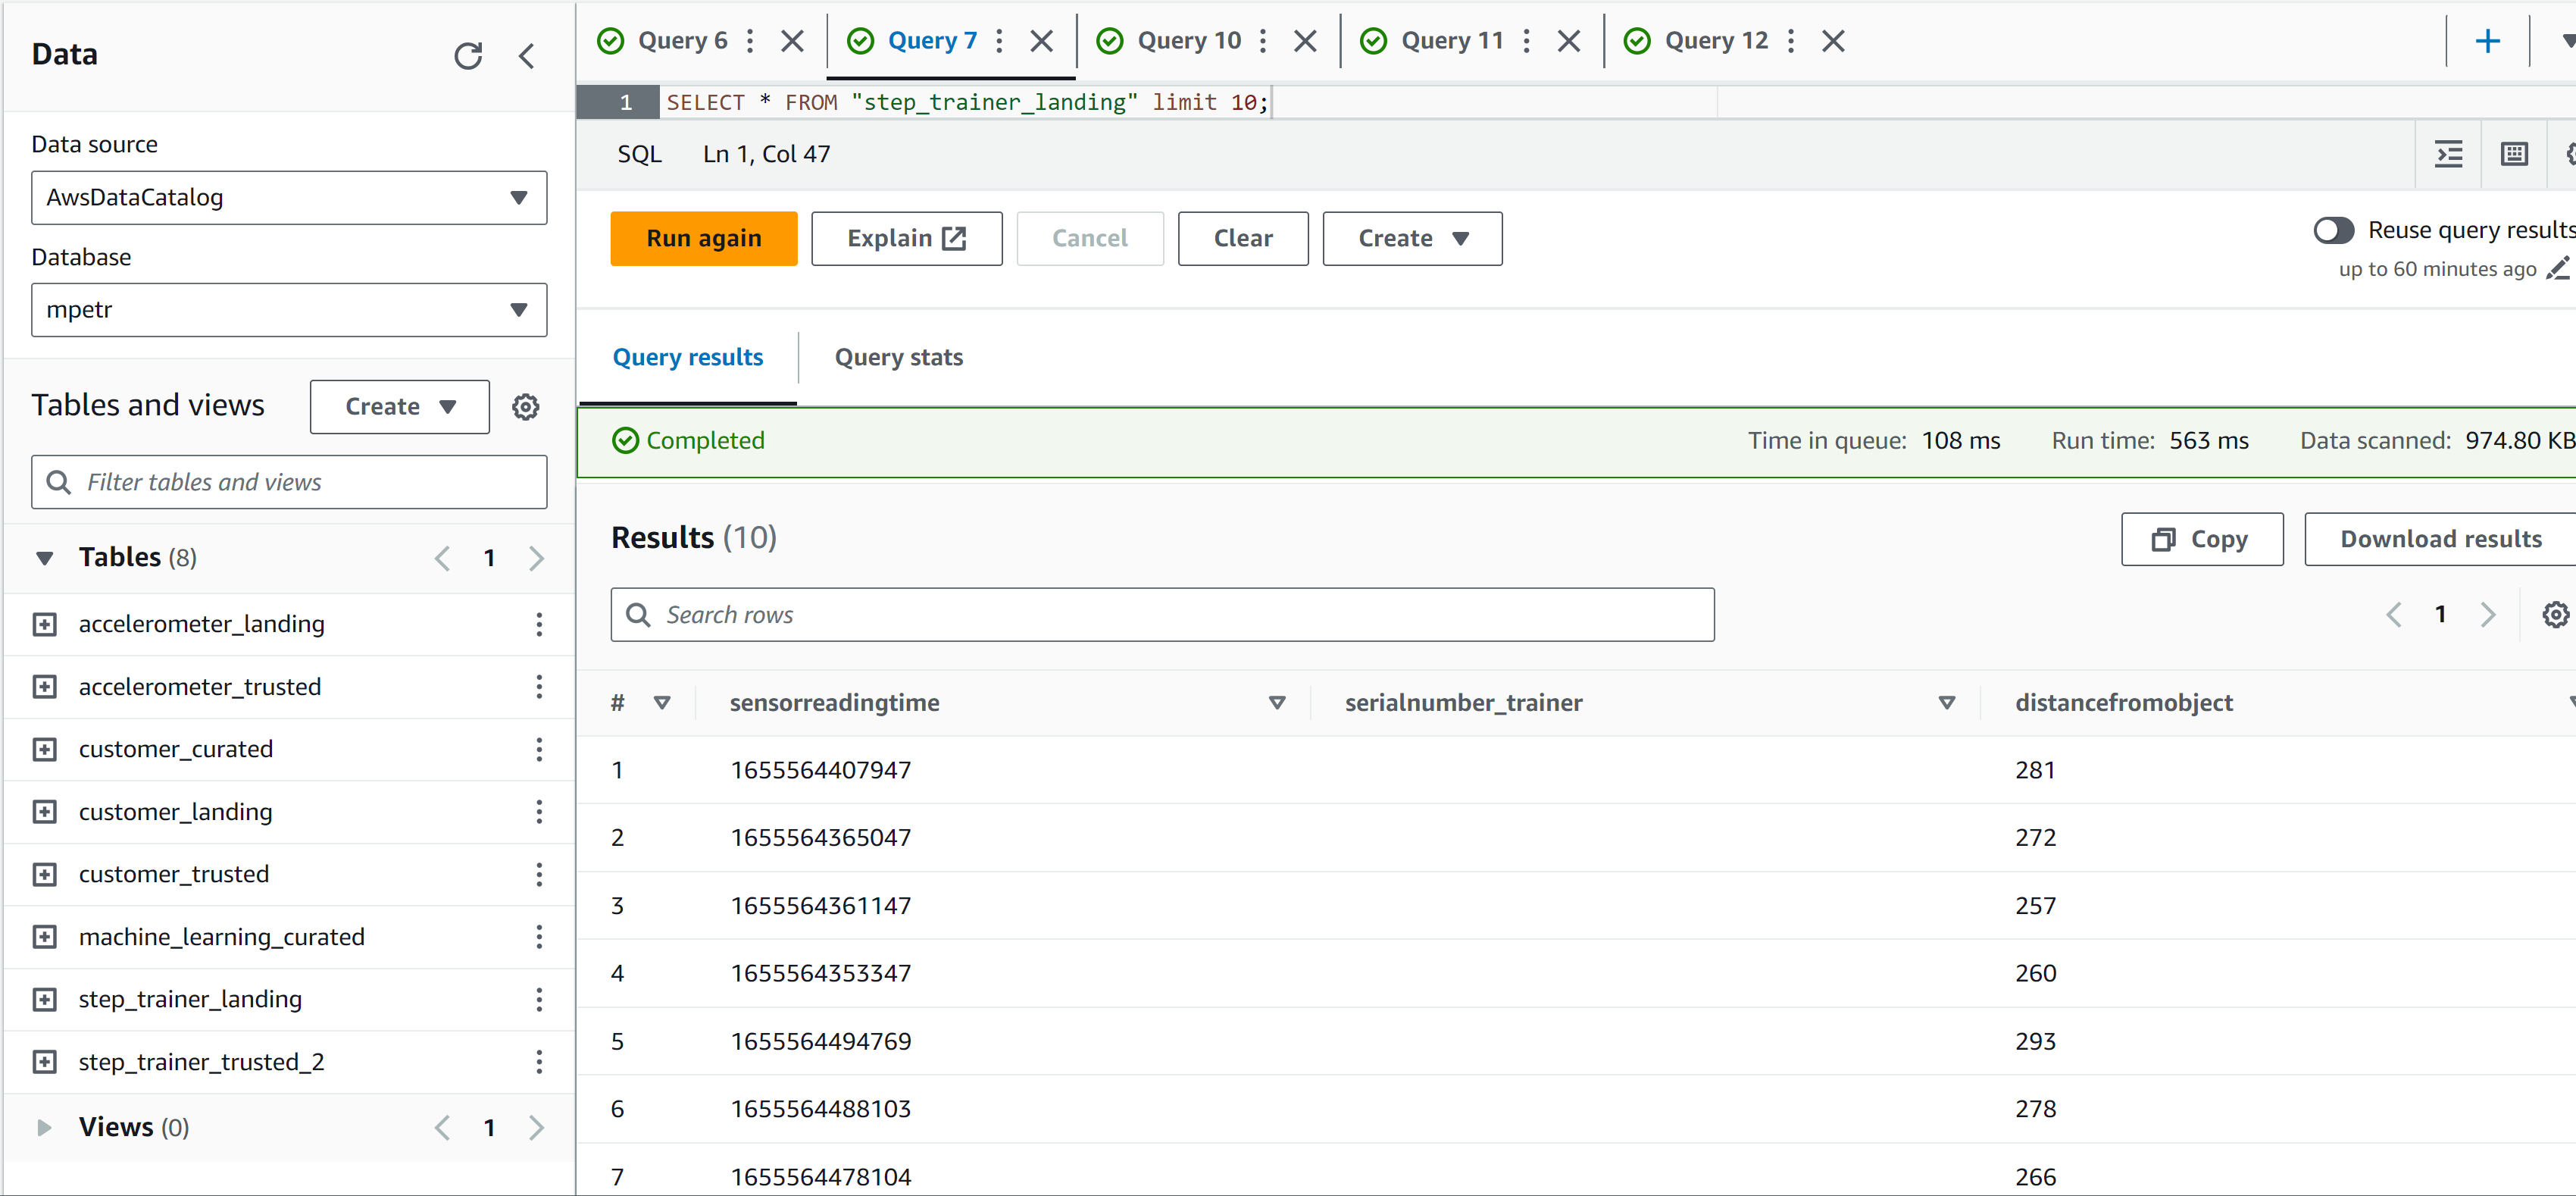 Data
Query 6
Query 7
Query 10
Query 11
Query 12
1 SELECT * FROM "step_trainer_landing" limit 10;
SQL Ln 1, Col 47
Data source
AwsDataCatalog
Database
mpetr
Run again
Explain
Cancel
Clear
Create
Reuse query results
up to 60 minutes ago
Tables and views
Create
Filter tables and views
Query results
Query stats
Completed
Time in queue: 108 ms Run time: 563 ms Data scanned: 974.80 KB
Tables (8) 1
accelerometer_landing
accelerometer_trusted
customer_curated
customer_landing
customer_trusted
machine_learning_curated
step_trainer_landing
step_trainer_trusted_2
Views (0) 1
Results (10)
Copy
Download results
Search rows
1
# sensorreadingtime serialnumber_trainer distancefromobject
1 1655564407947 281
2 1655564365047 272
3 1655564361147 257
4 1655564353347 260
5 1655564494769 293
6 1655564488103 278
7 1655564478104 266